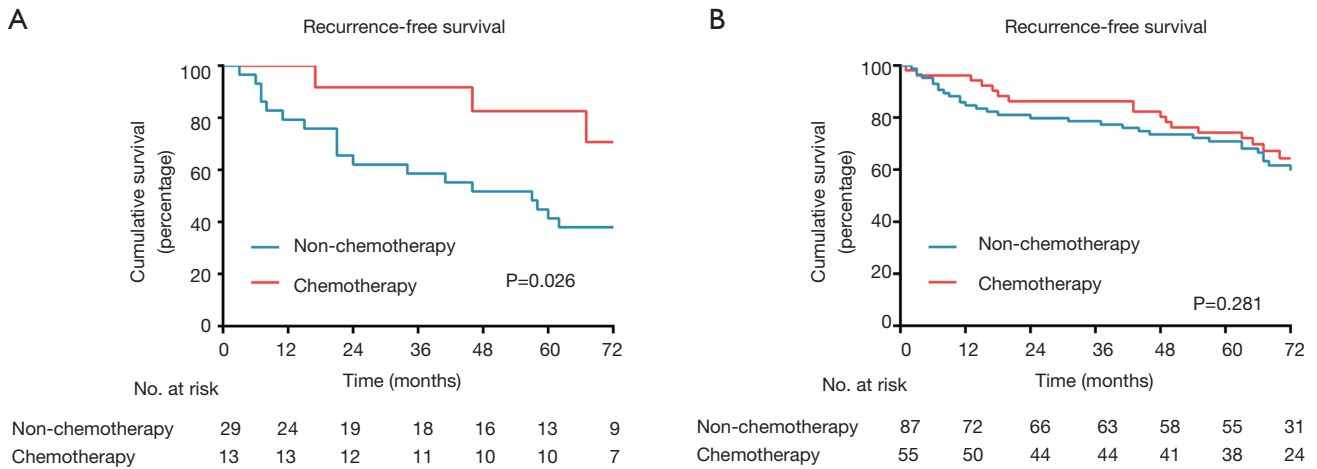 A
Recurrence-free survival
Cumulative survival
(percentage)
100
80
60
40
20
0
Non-chemotherapy
Chemotherapy
P=0.026
0 12 24 36 48 60 72
Time (months)
No. at risk
Non-chemotherapy 29 24 19 18 16 13 9
Chemotherapy 13 13 12 11 10 10 7
B
Recurrence-free survival
Cumulative survival
(percentage)
100
80
60
40
20
0
Non-chemotherapy
Chemotherapy
P=0.281
0 12 24 36 48 60 72
Time (months)
No. at risk
Non-chemotherapy 87 72 66 63 58 55 31
Chemotherapy 55 50 44 44 41 38 24